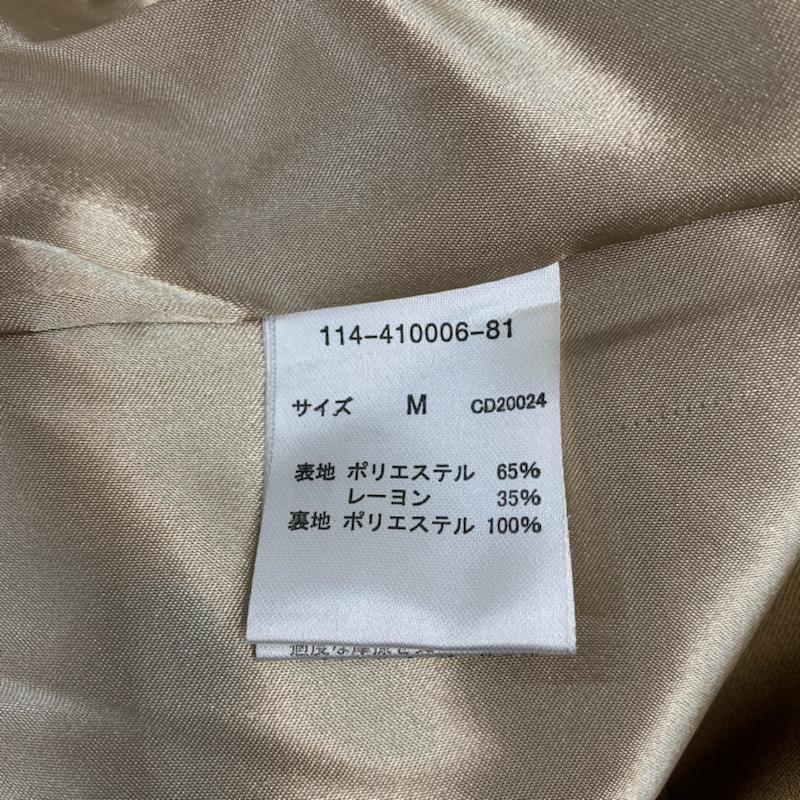 114-410006-81
サイズ M CD20024
表地 ポリエステル 65%
レーヨン 35%
裏地 ポリエステル 100%